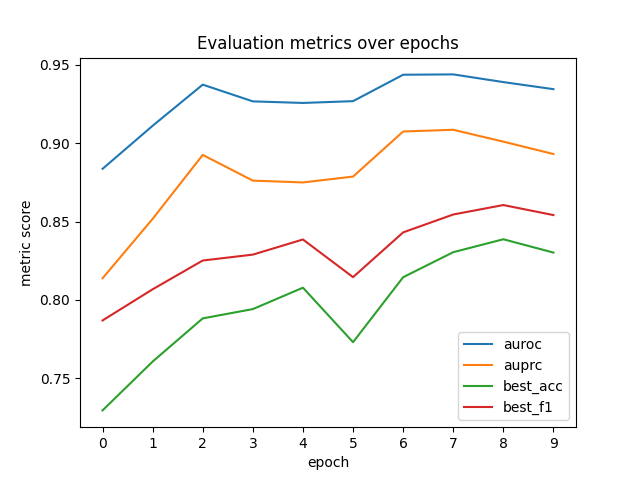 Evaluation metrics over epochs
metric score
0.95
0.90
0.85
0.80
0.75
0 1 2 3 4 5 6 7 8 9
epoch
auroc
auprc
best_acc
best_f1